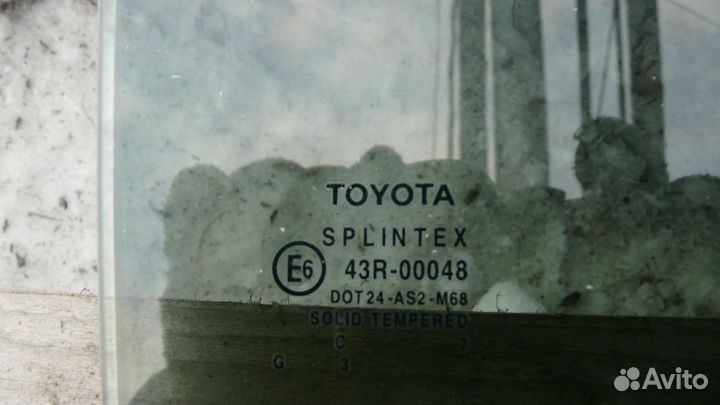 TOYOTA
SPLINTEX
E6 43R-00048
DOT24-AS2-M68
SOLID TEMPERED
C 7
G 3
Avito